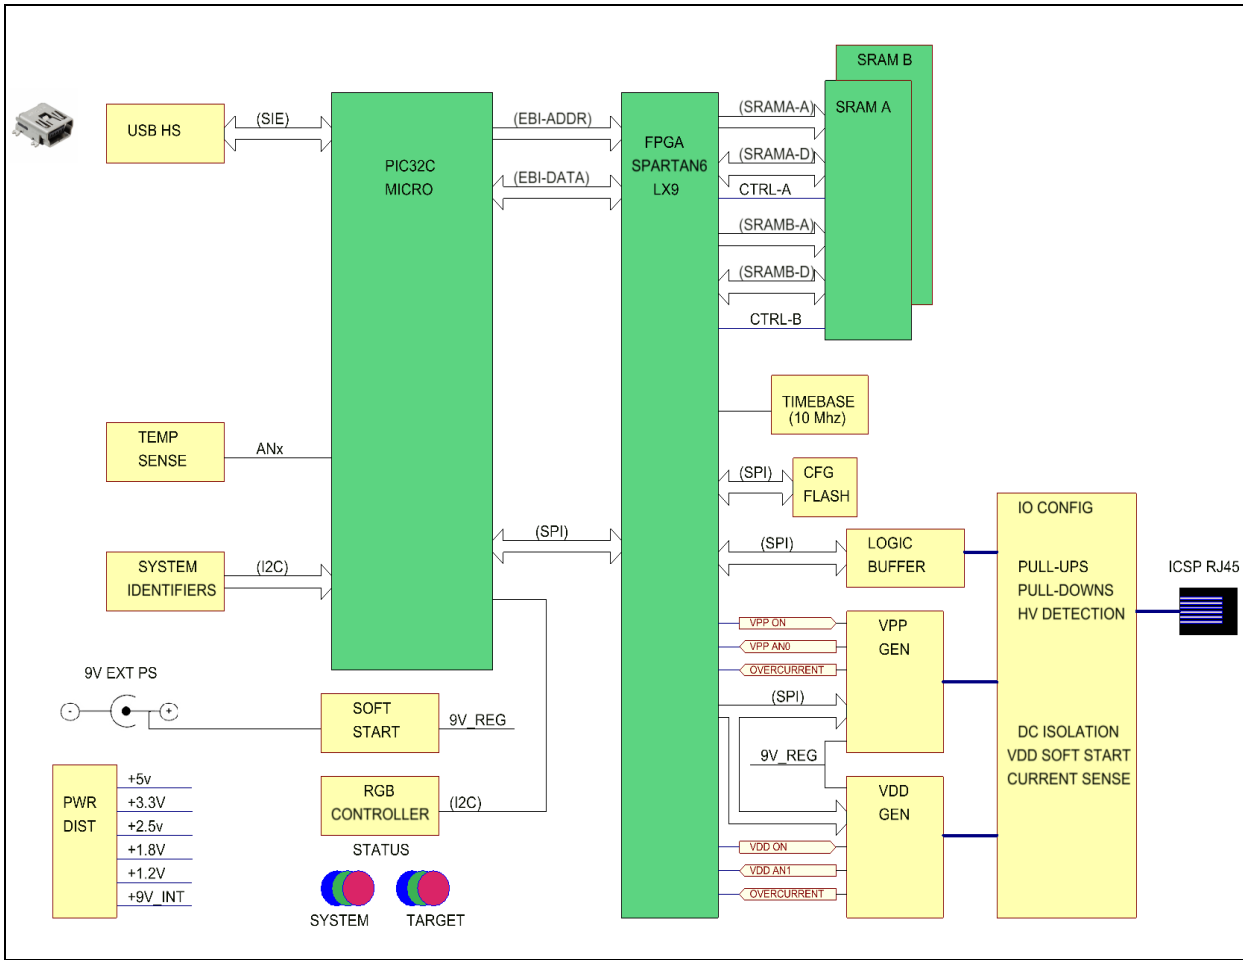 SRAM B
USB HS
(SIE)
PIC32C
MICRO
(EBI-ADDR)
(EBI-DATA)
FPGA
SPARTAN6
LX9
(SRAMA-A)
(SRAMA-D)
CTRL-A
(SRAMB-A)
(SRAMB-D)
CTRL-B
SRAM A
TIMEBASE
(10 Mhz)
TEMP
SENSE
ANx
(SPI)
CFG
FLASH
SYSTEM
IDENTIFIERS
(I2C)
(SPI)
(SPI)
LOGIC
BUFFER
IO CONFIG
PULL-UPS
PULL-DOWNS
HV DETECTION
ICSP RJ45
VPP ON
VPP AN0
OVERCURRENT
VPP
GEN
(SPI)
9V_REG
DC ISOLATION
VDD SOFT START
CURRENT SENSE
9V EXT PS
-
+
SOFT
START
9V_REG
PWR
DIST
+5v
+3.3V
+2.5v
+1.8V
+1.2V
+9V_INT
RGB
CONTROLLER
(I2C)
STATUS
SYSTEM
TARGET
VDD
GEN
VDD ON
VDD AN1
OVERCURRENT